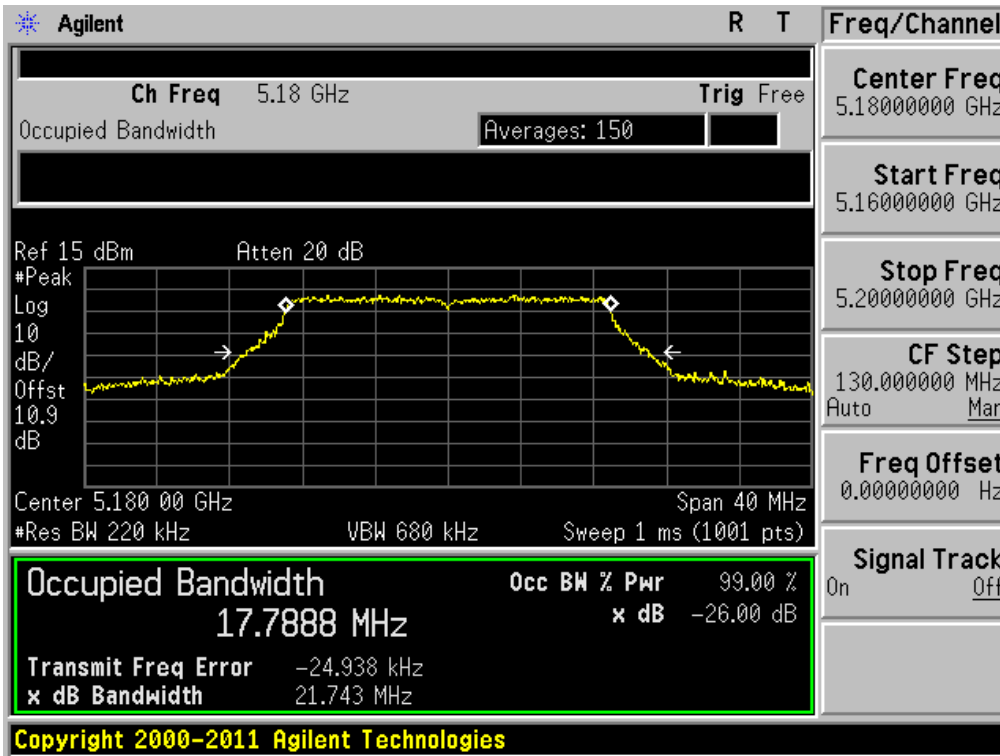 Agilent R T
Freq/Channel
Ch Freq 5.18 GHz Trig Free
Occupied Bandwidth Averages: 150
Center Freq
5.18000000 GHz
Start Freq
5.16000000 GHz
Stop Freq
5.20000000 GHz
CF Step
130.000000 MHz
Auto Man
Freq Offset
0.00000000 Hz
Signal Track
On Off
Ref 15 dBm Atten 20 dB
#Peak
Log
10
dB/
Offst
10.9
dB
Center 5.180 00 GHz Span 40 MHz
#Res BW 220 kHz VBW 680 kHz Sweep 1 ms (1001 pts)
Occupied Bandwidth Occ BW % Pwr 99.00 %
17.7888 MHz x dB -26.00 dB
Transmit Freq Error -24.938 kHz
x dB Bandwidth 21.743 MHz
Copyright 2000-2011 Agilent Technologies